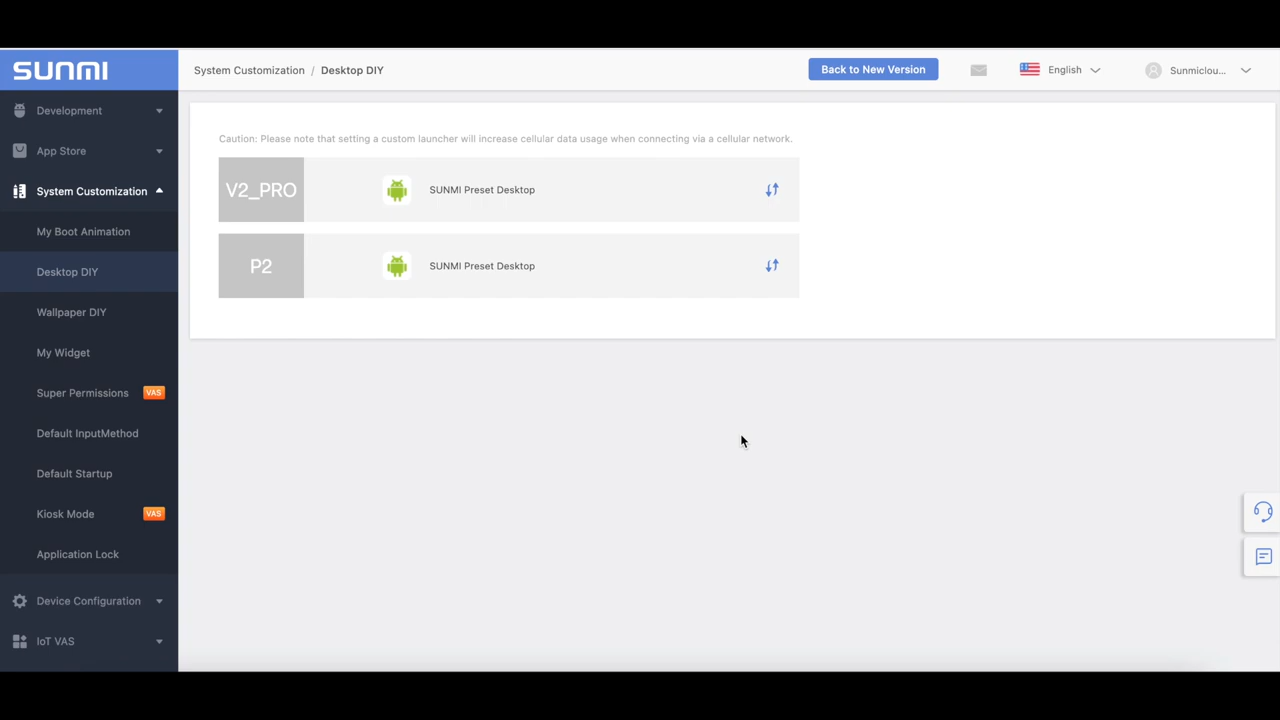 SUNMI
System Customization / Desktop DIY
Back to New Version
English
Sunmiclou...
Development
App Store
System Customization
My Boot Animation
Desktop DIY
Wallpaper DIY
My Widget
Super Permissions VAS
Default InputMethod
Default Startup
Kiosk Mode VAS
Application Lock
Device Configuration
IoT VAS
Caution: Please note that setting a custom launcher will increase cellular data usage when connecting via a cellular network.
V2_PRO SUNMI Preset Desktop
P2 SUNMI Preset Desktop